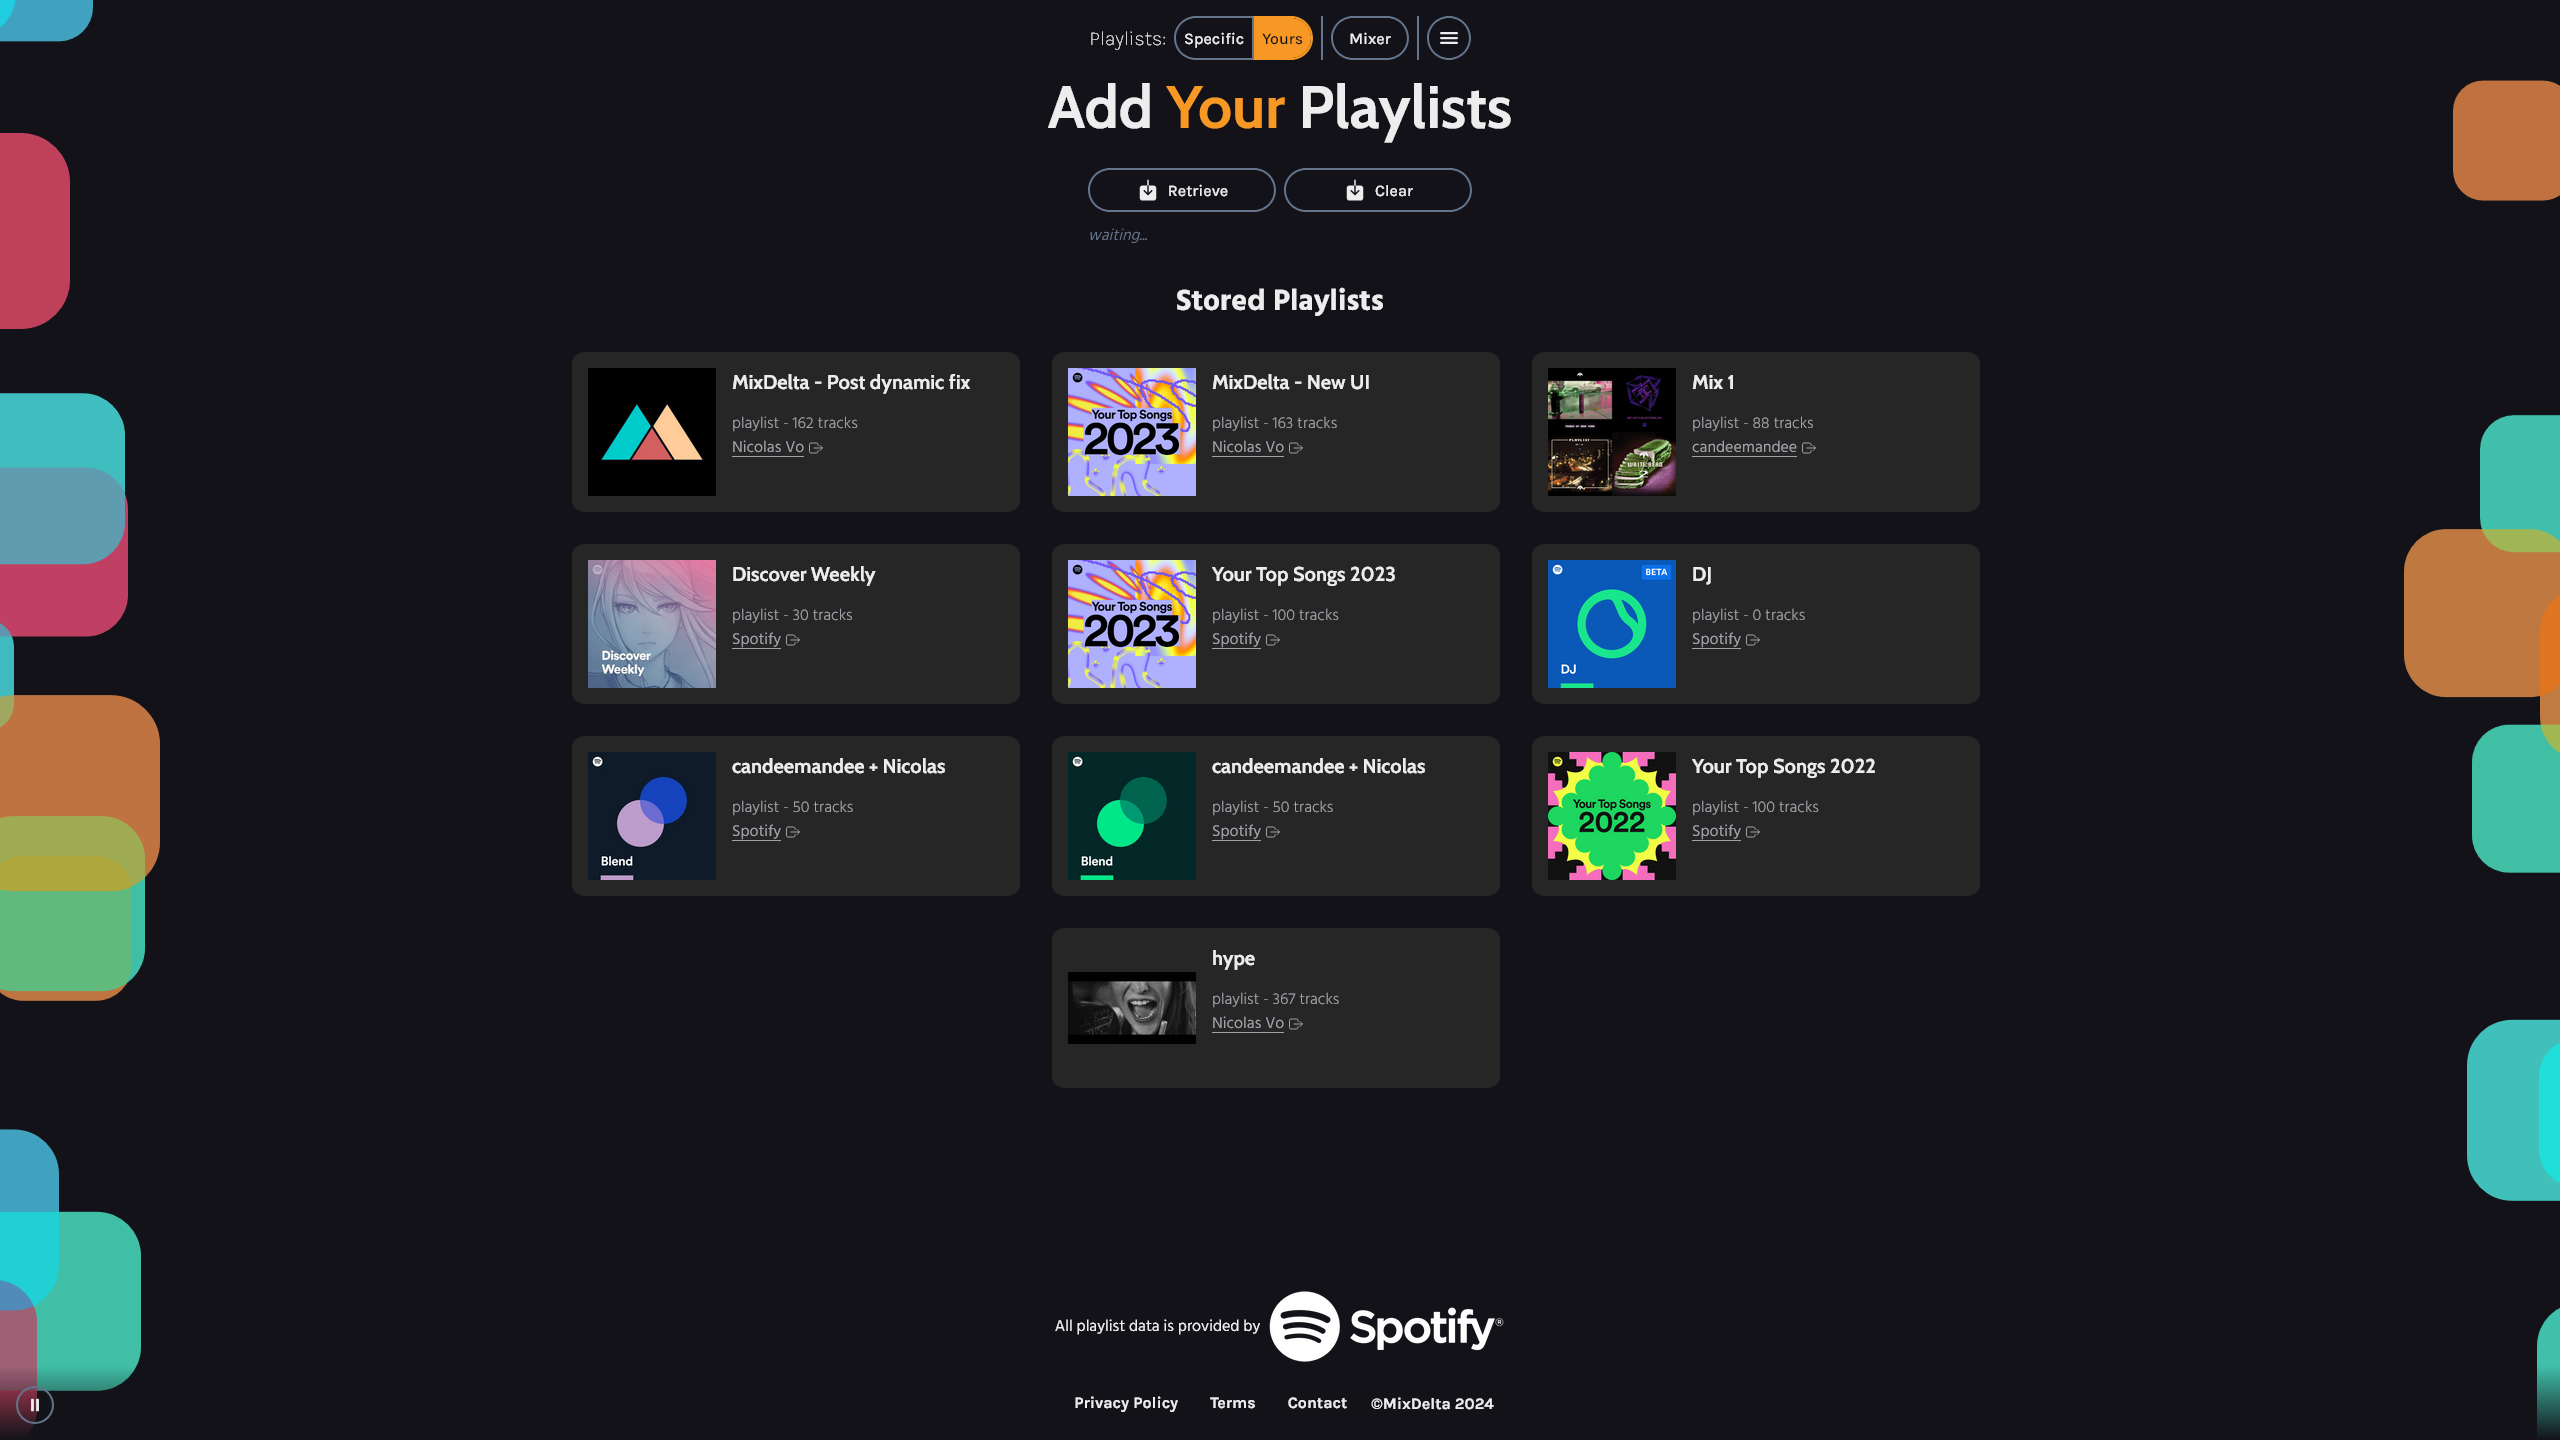 Playlists: Specific Yours Mixer
Add Your Playlists
Retrieve Clear
waiting...
Stored Playlists
MixDelta - Post dynamic fix
playlist - 162 tracks
Nicolas Vo
Your Top Songs
2023
MixDelta - New UI
playlist - 163 tracks
Nicolas Vo
Mix 1
playlist - 88 tracks
candeemandee
Discover
Weekly
Discover Weekly
playlist - 30 tracks
Spotify
Your Top Songs
2023
Your Top Songs 2023
playlist - 100 tracks
Spotify
BETA
DJ
DJ
playlist - 0 tracks
Spotify
Blend
candeemandee + Nicolas
playlist - 50 tracks
Spotify
Blend
candeemandee + Nicolas
playlist - 50 tracks
Spotify
Your Top Songs
2022
Your Top Songs 2022
playlist - 100 tracks
Spotify
hype
playlist - 367 tracks
Nicolas Vo
All playlist data is provided by Spotify®
Privacy Policy Terms Contact ©MixDelta 2024